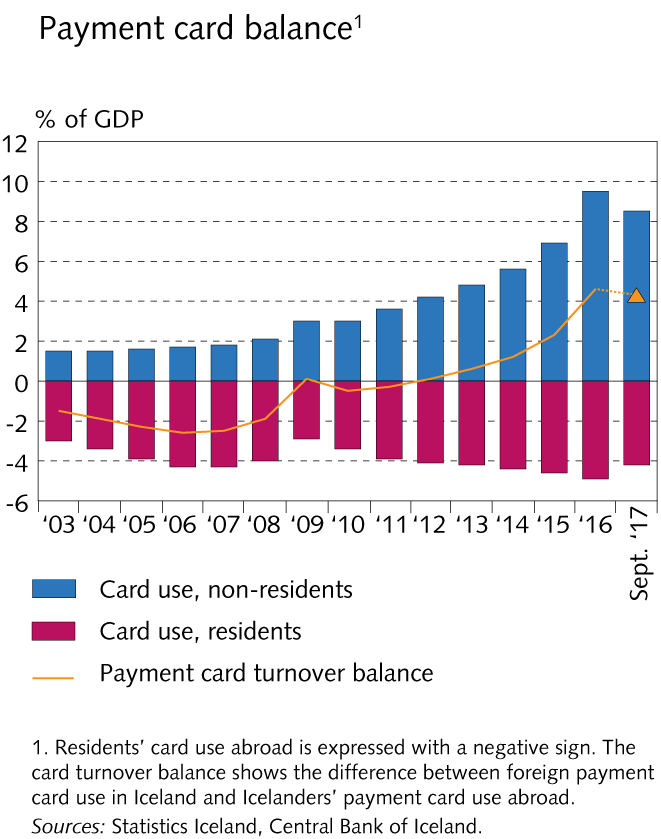 Payment card balance¹
% of GDP
12
10
8
6
4
2
0
-2
-4
-6
‘03 ‘04 ‘05 ‘06 ‘07 ‘08 ‘09 ‘10 ‘11 ‘12 ‘13 ‘14 ‘15 ‘16 Sept. ‘17
Card use, non-residents
Card use, residents
Payment card turnover balance
1. Residents’ card use abroad is expressed with a negative sign. The
card turnover balance shows the difference between foreign payment
card use in Iceland and Icelanders’ payment card use abroad.
Sources: Statistics Iceland, Central Bank of Iceland.